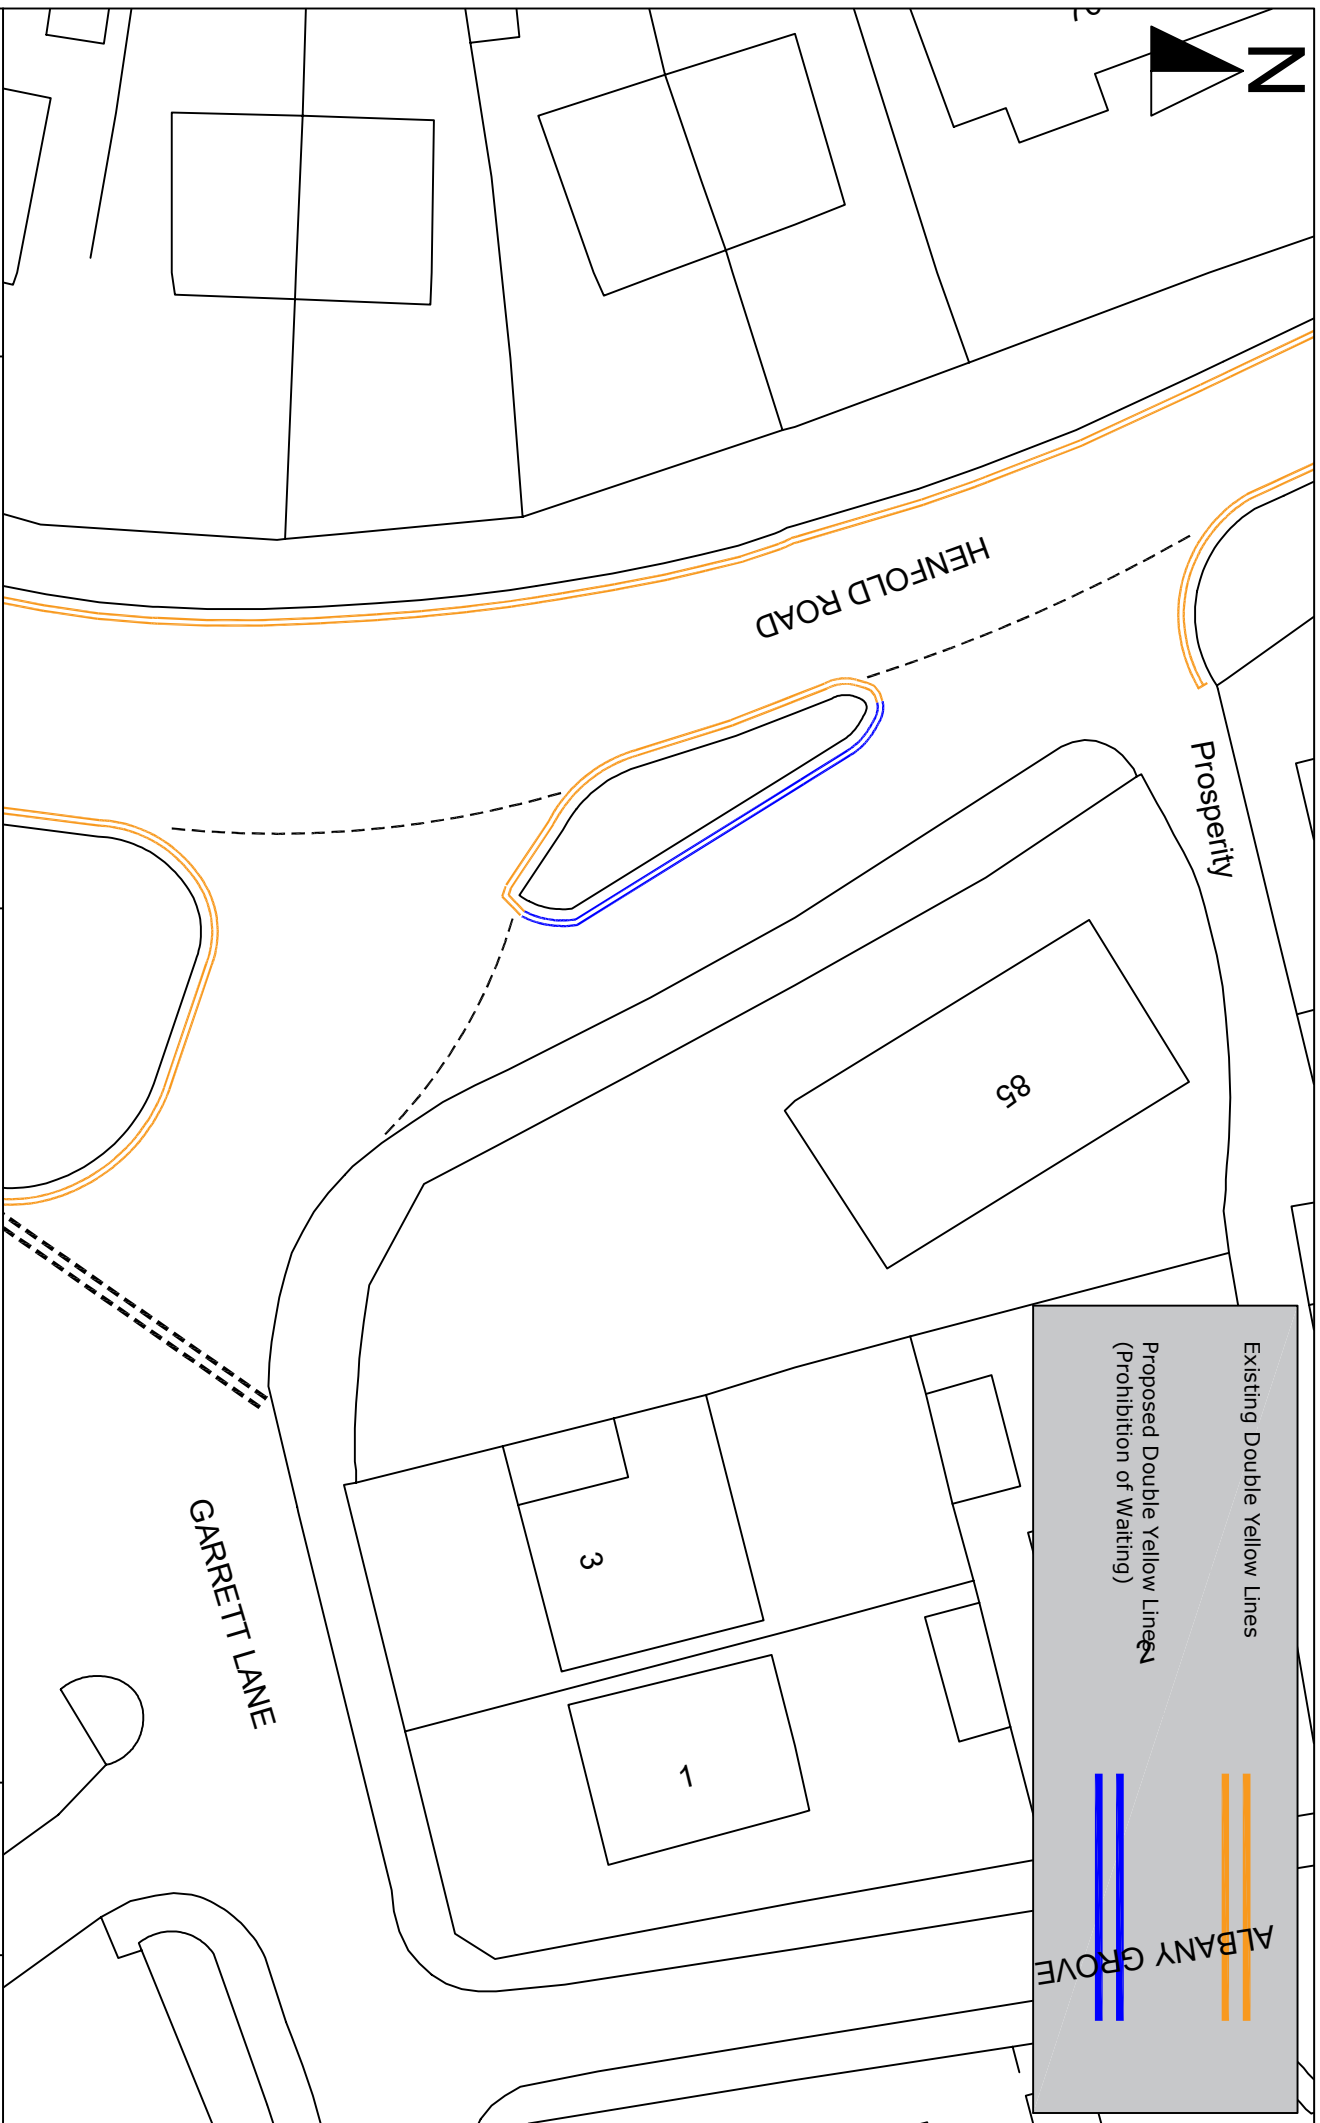 N
HENFOLD ROAD
Prosperity
85
3
1
GARRETT LANE
Existing Double Yellow Lines
Proposed Double Yellow Lines
(Prohibition of Waiting)
2
ALBANY GROVE